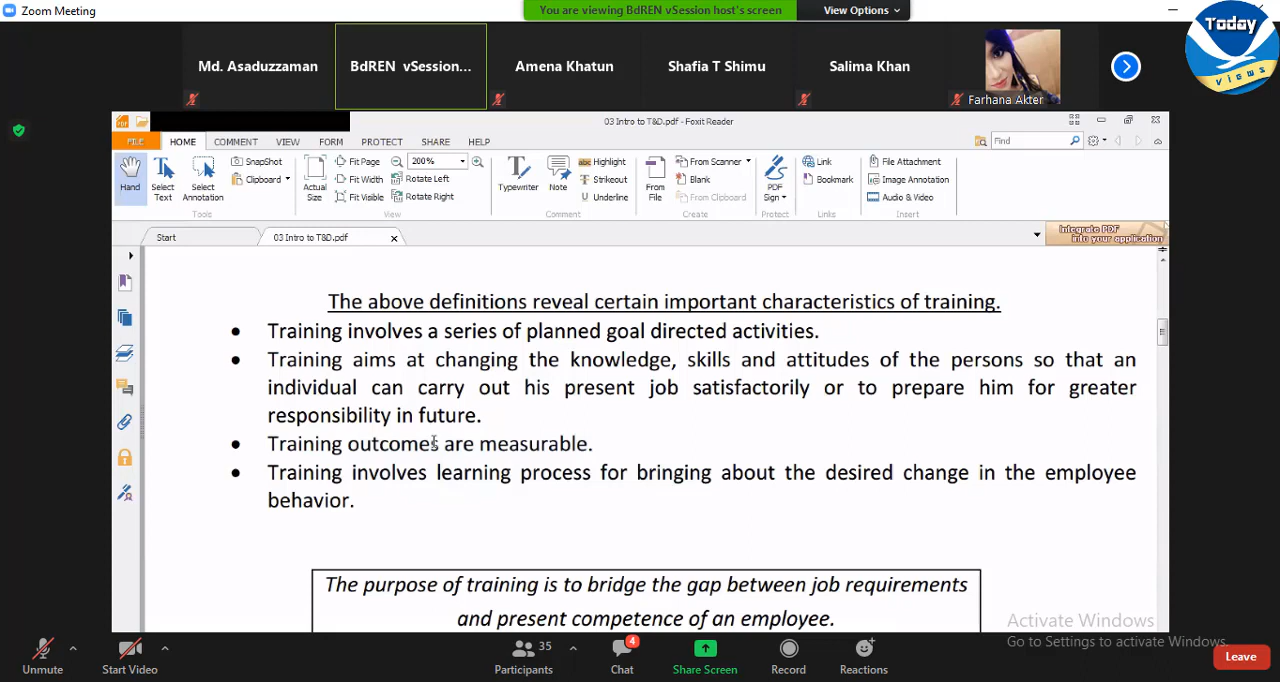 Zoom Meeting
You are viewing BdREN vSession host's screen
View Options
Today
views
Md. Asaduzzaman
BdREN vSession...
Amena Khatun
Shafia T Shimu
Salima Khan
Farhana Akter
03 Intro to T&D.pdf - Foxit Reader
FILE HOME COMMENT VIEW FORM PROTECT SHARE HELP
Find
Hand
Select Text
Select Annotation
SnapShot
Clipboard
Tools
Actual Size
Fit Page
Fit Width
Fit Visible
200%
Rotate Left
Rotate Right
View
Typewriter
Note
Highlight
Strikeout
Underline
Comment
From File
From Scanner
Blank
From Clipboard
Create
PDF Sign
Protect
Link
Bookmark
Links
File Attachment
Image Annotation
Audio & Video
Insert
Start
03 Intro to T&D.pdf
Integrate PDF
into your application
The above definitions reveal certain important characteristics of training.
• Training involves a series of planned goal directed activities.
• Training aims at changing the knowledge, skills and attitudes of the persons so that an
individual can carry out his present job satisfactorily or to prepare him for greater
responsibility in future.
• Training outcomes are measurable.
• Training involves learning process for bringing about the desired change in the employee
behavior.
The purpose of training is to bridge the gap between job requirements
and present competence of an employee.
Activate Windows
Go to Settings to activate Windows.
Unmute
Start Video
35
Participants
4
Chat
Share Screen
Record
Reactions
Leave